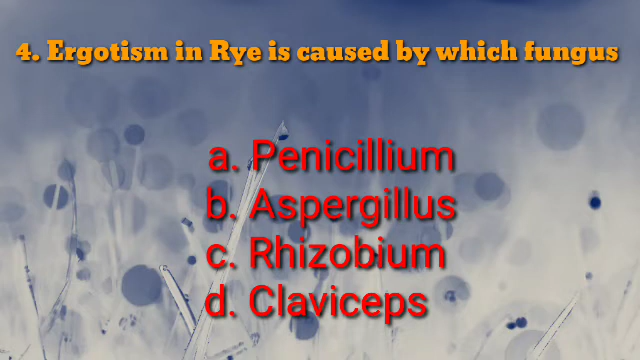 4. Ergotism in Rye is caused by which fungus
a. Penicillium
b. Aspergillus
c. Rhizobium
d. Claviceps